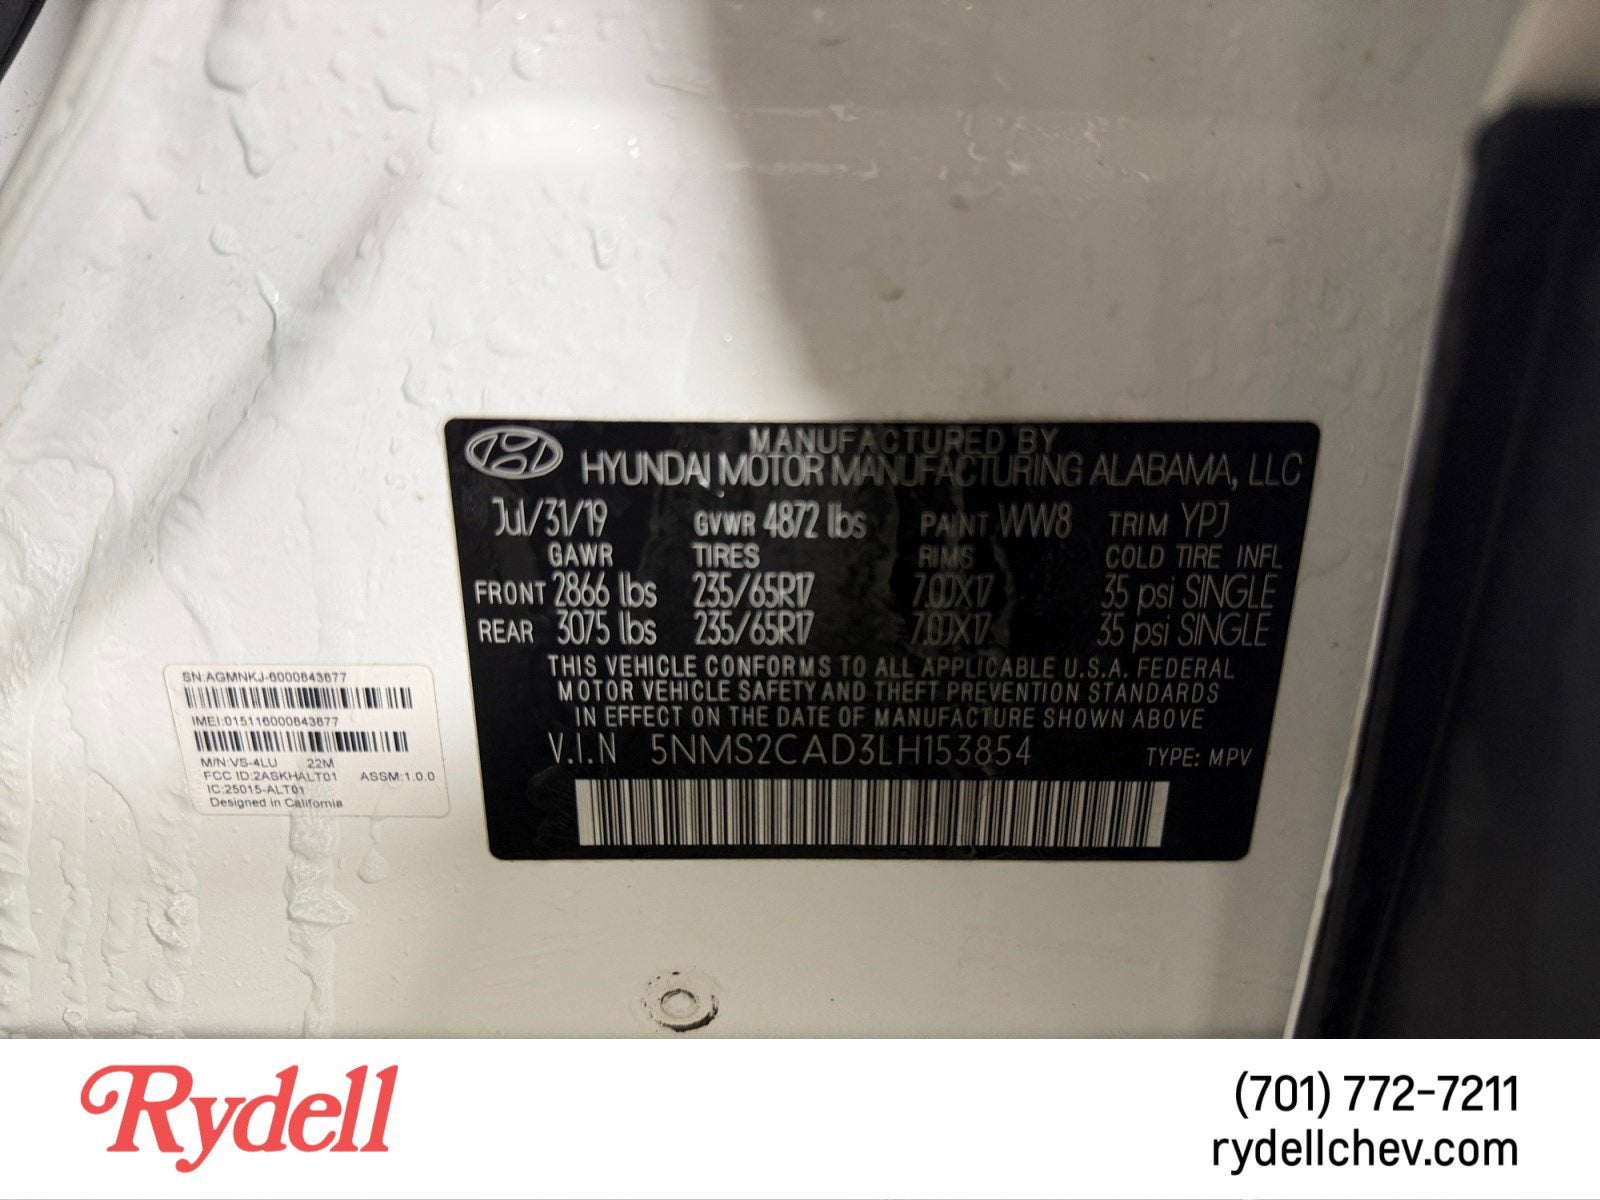 MANUFACTURED BY
HYUNDAI MOTOR MANUFACTURING ALABAMA, LLC
Jul/31/19 GVWR 4872 lbs PAINT WW8 TRIM YPJ
GAWR TIRES RIMS COLD TIRE INFL
FRONT 2866 lbs 235/65R17 7.0JX17 35 psi SINGLE
REAR 3075 lbs 235/65R17 7.0JX17 35 psi SINGLE
THIS VEHICLE CONFORMS TO ALL APPLICABLE U.S.A. FEDERAL
MOTOR VEHICLE SAFETY AND THEFT PREVENTION STANDARDS
IN EFFECT ON THE DATE OF MANUFACTURE SHOWN ABOVE
V.I.N 5NMS2CAD3LH153854 TYPE: MPV
SN:AGMNKJ-6000643877
IMEI:015116000643877
M/N:VS-4LU 22M
FCC ID:2ASKHALT01 ASSM:1.0.0
IC:25015-ALT01
Designed in California
Rydell
(701) 772-7211
rydellchev.com